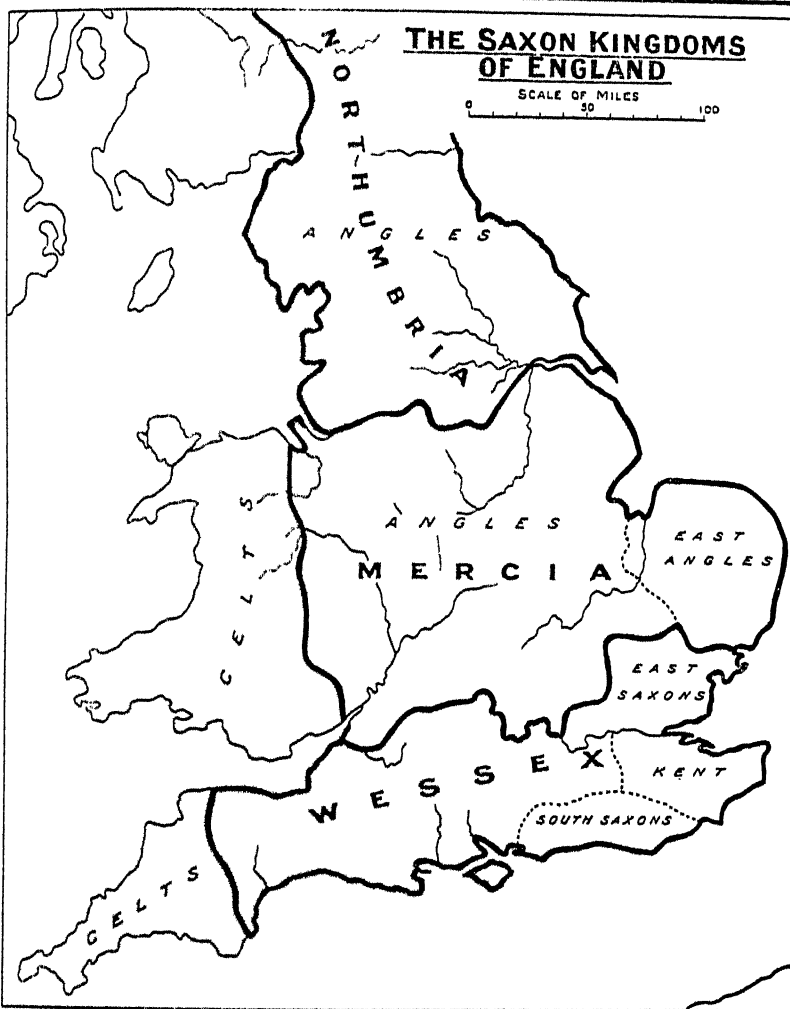 THE SAXON KINGDOMS
OF ENGLAND
SCALE OF MILES
0 50 100
NORTHUMBRIA
ANGLES
ANGLES
MERCIA
EAST
ANGLES
CELTS
EAST
SAXONS
WESSEX
KENT
SOUTH SAXONS
CELTS